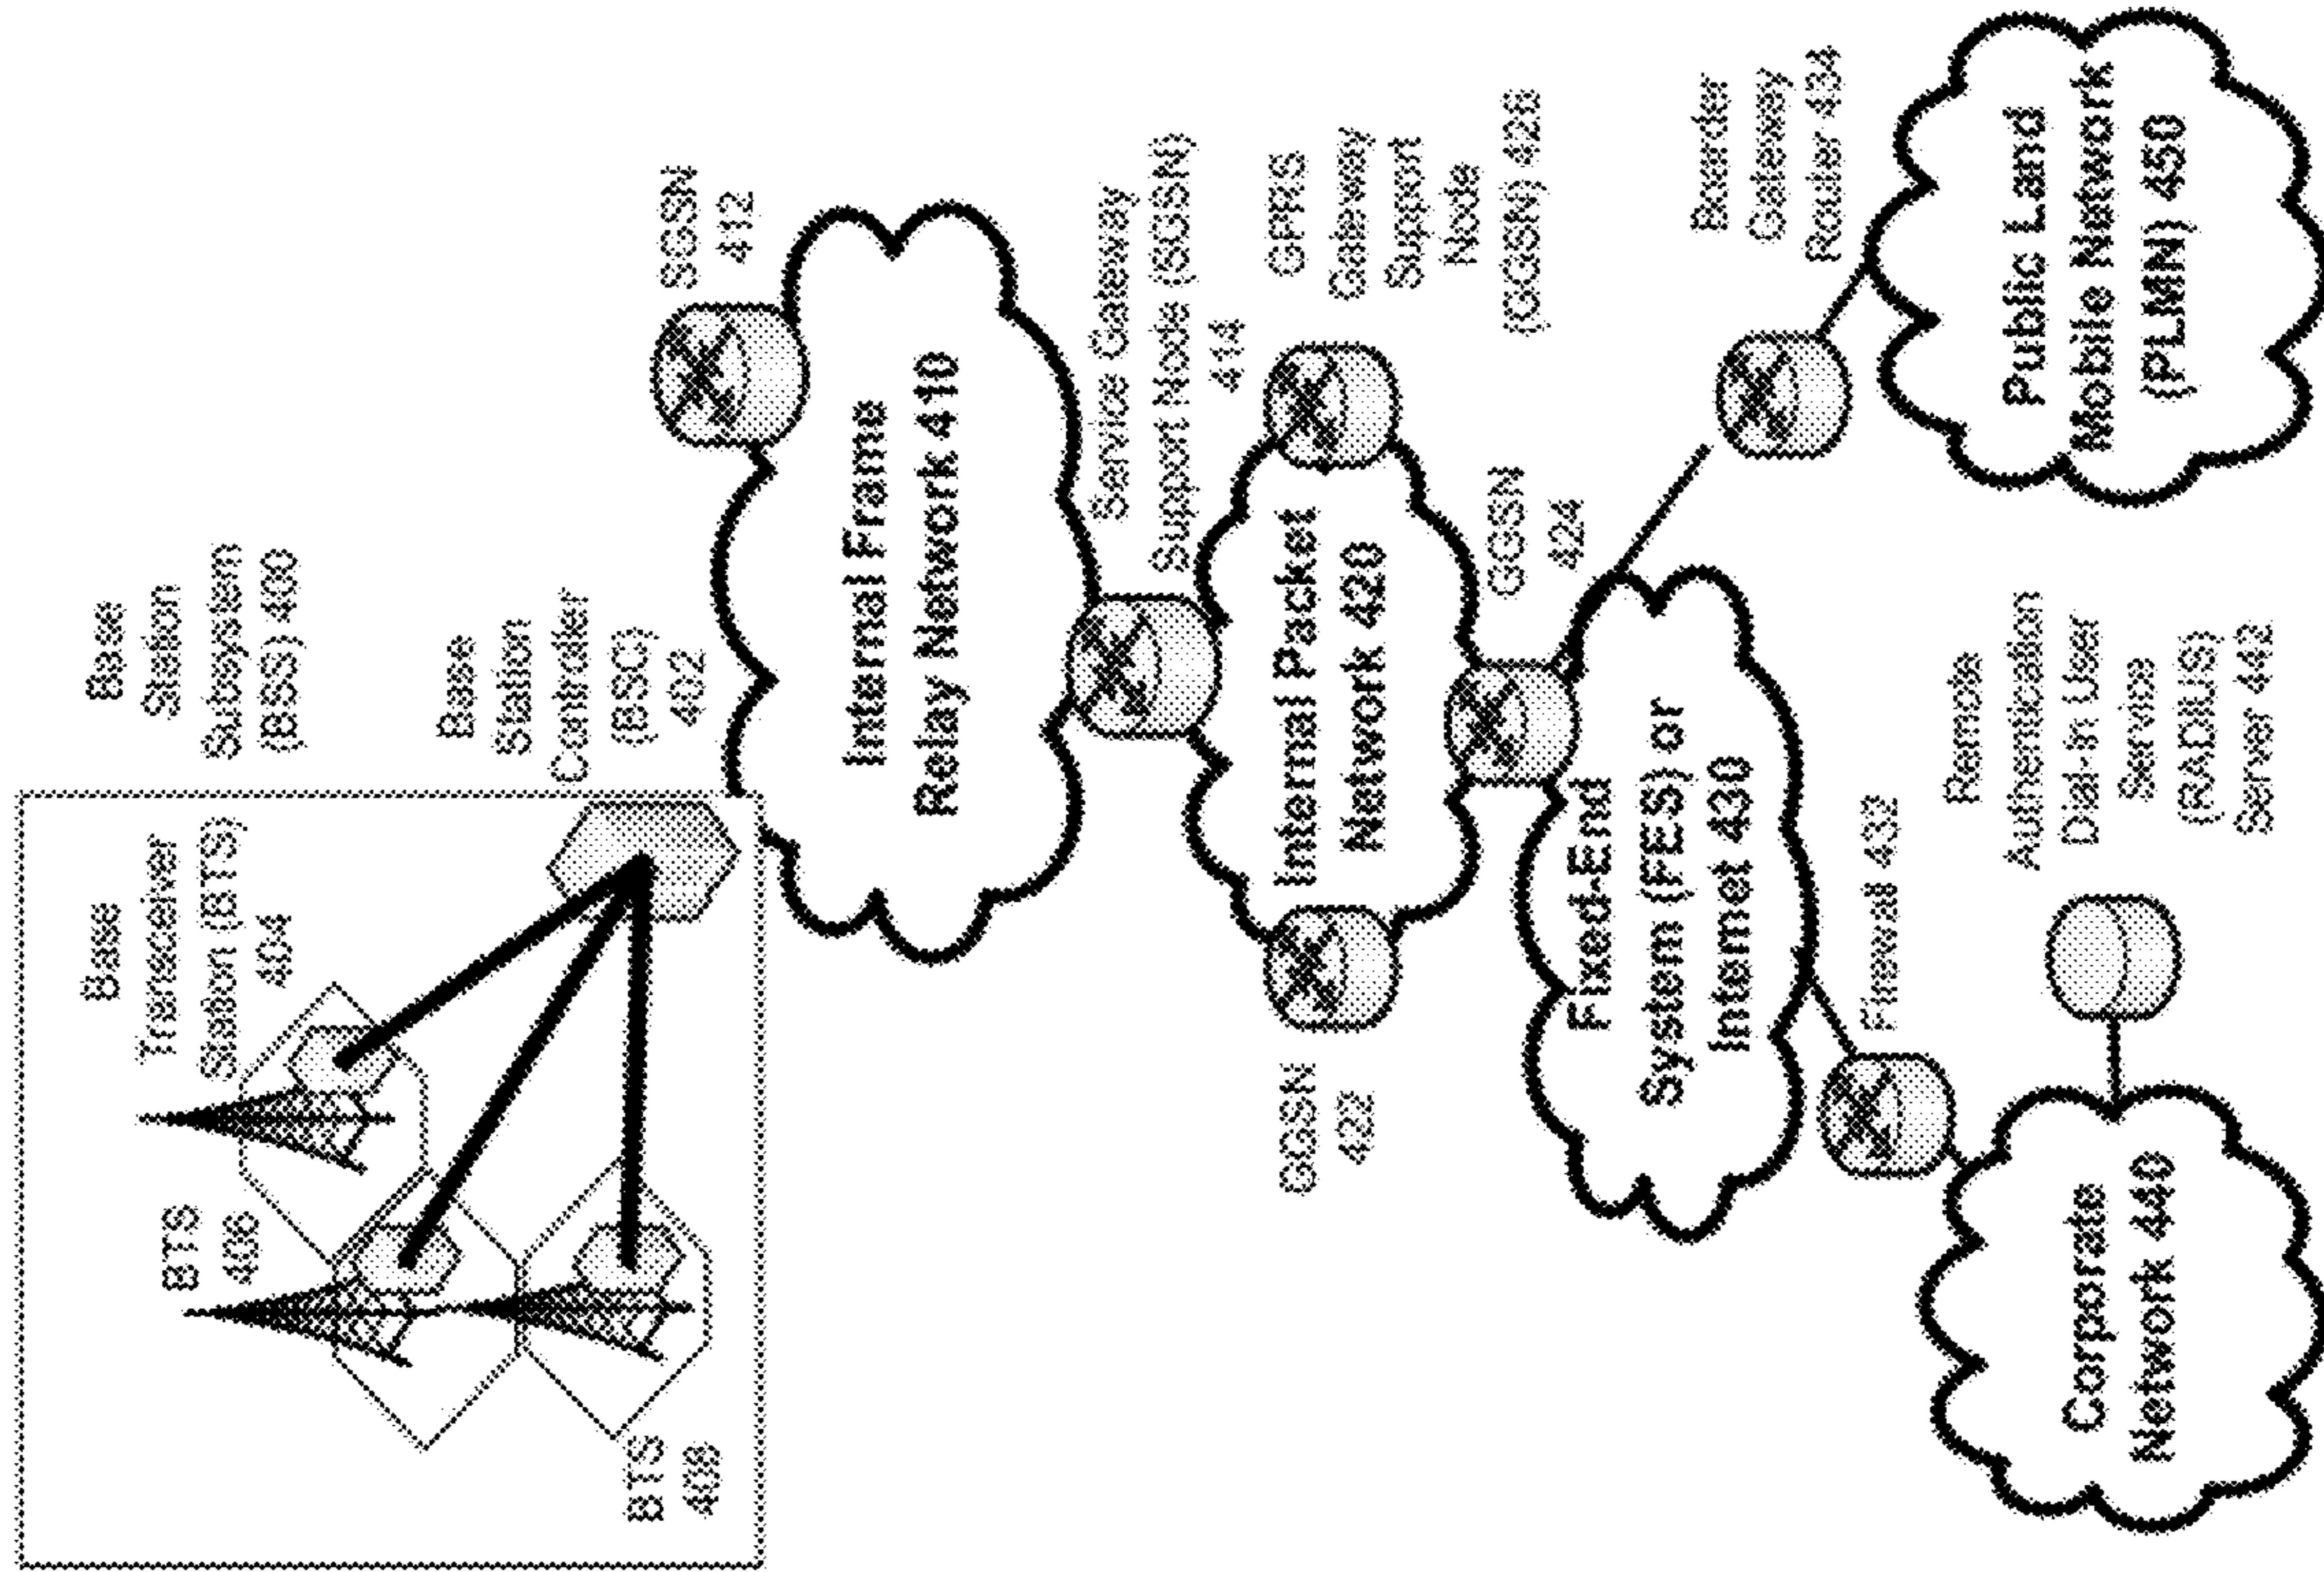 Base
Station
Subsystem
(BSS) 400
Base
Transceiver
Station (BTS)
404
BTS
406
BTS
408
Base
Station
Controller
(BSC)
402
SGSN
412
Internal Frame
Relay Network 410
Service Gateway
Support Node (SGSN)
414
GPRS
Gateway
Support
Node
(GGSN) 426
Internal Packet
Network 420
GGSN
422
GGSN
424
Fixed-End
System (FES) or
Internet 430
Boarder
Gateway
Router 434
Public Land
Mobile Network
(PLMN) 450
Firewall 432
Remote
Authentication
Dial-In User
Service
(RADIUS)
Server 442
Corporate
Network 440